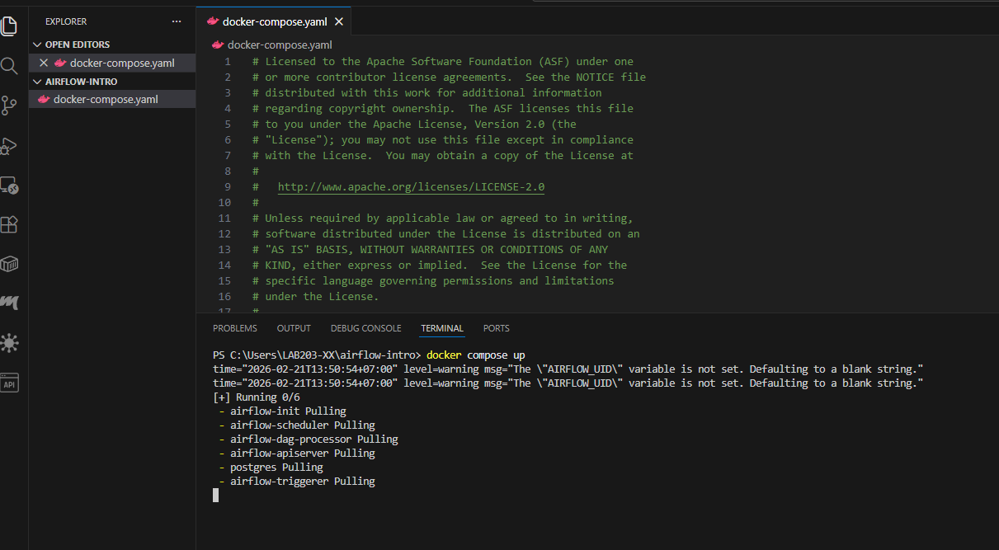 EXPLORER
...
OPEN EDITORS
docker-compose.yaml
AIRFLOW-INTRO
docker-compose.yaml
docker-compose.yaml
docker-compose.yaml
1 # Licensed to the Apache Software Foundation (ASF) under one
2 # or more contributor license agreements.  See the NOTICE file
3 # distributed with this work for additional information
4 # regarding copyright ownership.  The ASF licenses this file
5 # to you under the Apache License, Version 2.0 (the
6 # "License"); you may not use this file except in compliance
7 # with the License.  You may obtain a copy of the License at
8 #
9 #   http://www.apache.org/licenses/LICENSE-2.0
10 #
11 # Unless required by applicable law or agreed to in writing,
12 # software distributed under the License is distributed on an
13 # "AS IS" BASIS, WITHOUT WARRANTIES OR CONDITIONS OF ANY
14 # KIND, either express or implied.  See the License for the
15 # specific language governing permissions and limitations
16 # under the License.
17 #
PROBLEMS OUTPUT DEBUG CONSOLE TERMINAL PORTS
PS C:\Users\LAB203-XX\airflow-intro> docker compose up
time="2026-02-21T13:50:54+07:00" level=warning msg="The \"AIRFLOW_UID\" variable is not set. Defaulting to a blank string."
time="2026-02-21T13:50:54+07:00" level=warning msg="The \"AIRFLOW_UID\" variable is not set. Defaulting to a blank string."
[+] Running 0/6
 - airflow-init Pulling
 - airflow-scheduler Pulling
 - airflow-dag-processor Pulling
 - airflow-apiserver Pulling
 - postgres Pulling
 - airflow-triggerer Pulling
API